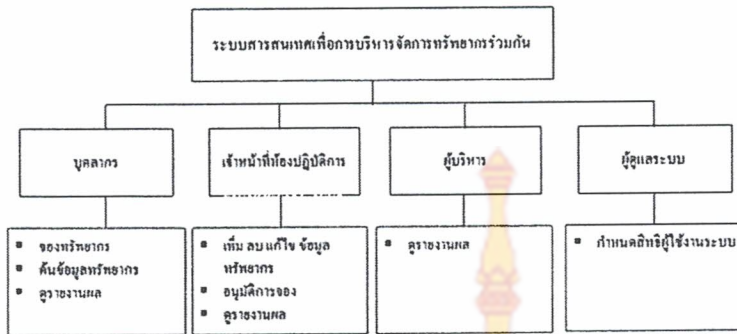 ระบบสารสนเทศเพื่อการบริหารจัดการทรัพยากรร่วมกัน
บุคลากร
เจ้าหน้าที่ห้องปฏิบัติการ
ผู้บริหาร
ผู้ดูแลระบบ
▪ จองทรัพยากร
▪ ค้นข้อมูลทรัพยากร
▪ ดูรายงานผล
▪ เพิ่ม ลบ แก้ไข ข้อมูล
ทรัพยากร
▪ อนุมัติการจอง
▪ ดูรายงานผล
▪ ดูรายงานผล
▪ กำหนดสิทธิผู้ใช้งานระบบ